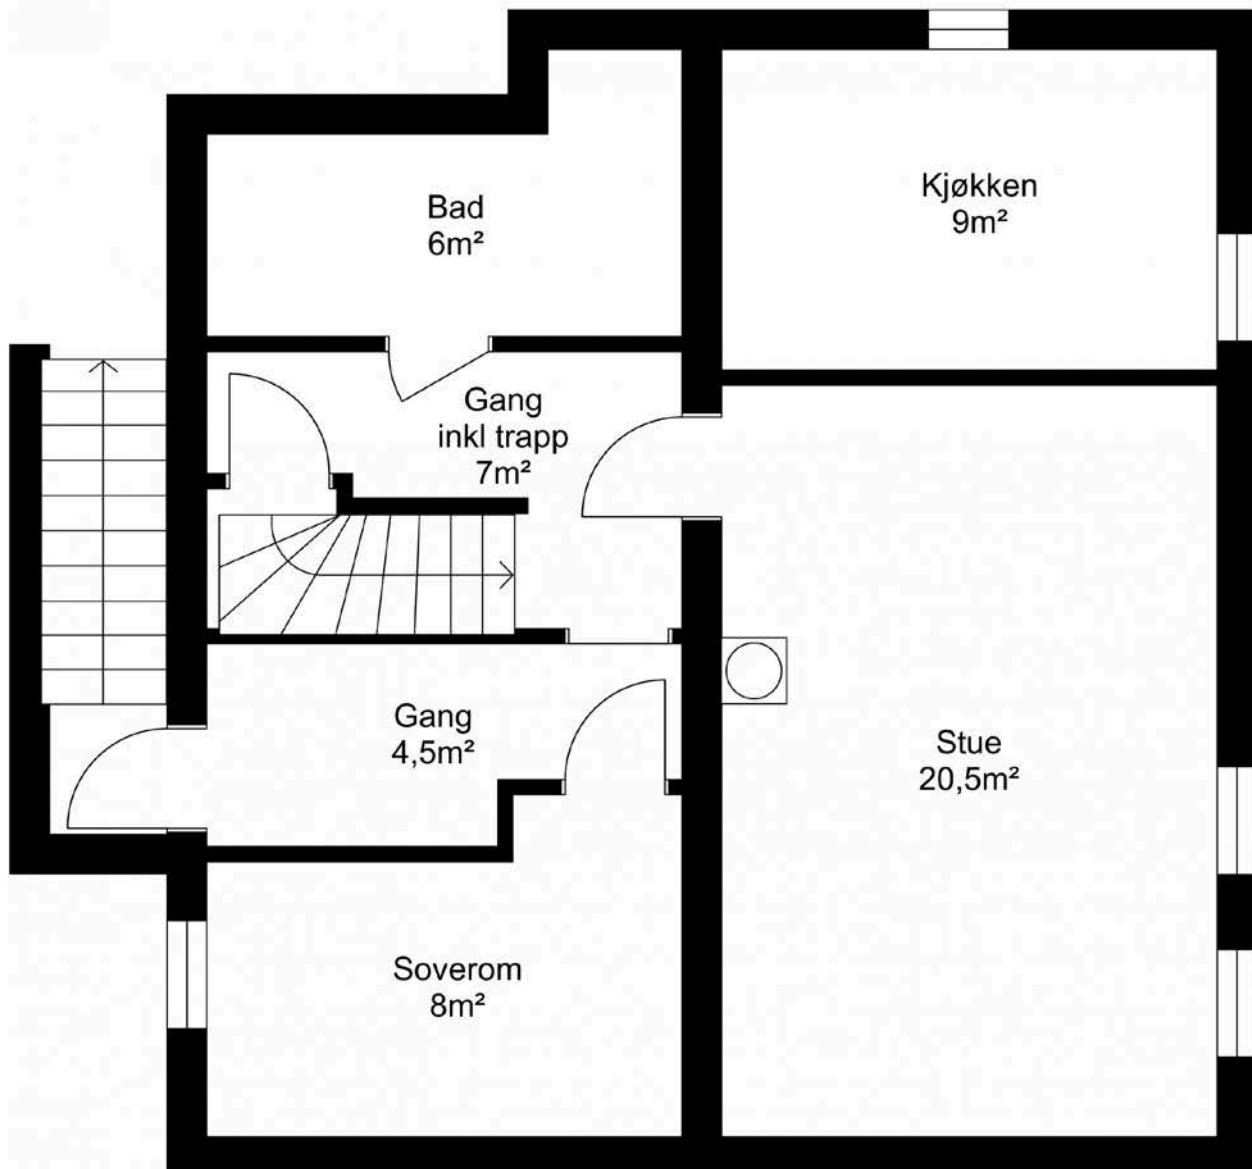 Bad
6m²
Kjøkken
9m²
Gang
inkl trapp
7m²
Gang
4,5m²
Stue
20,5m²
Soverom
8m²